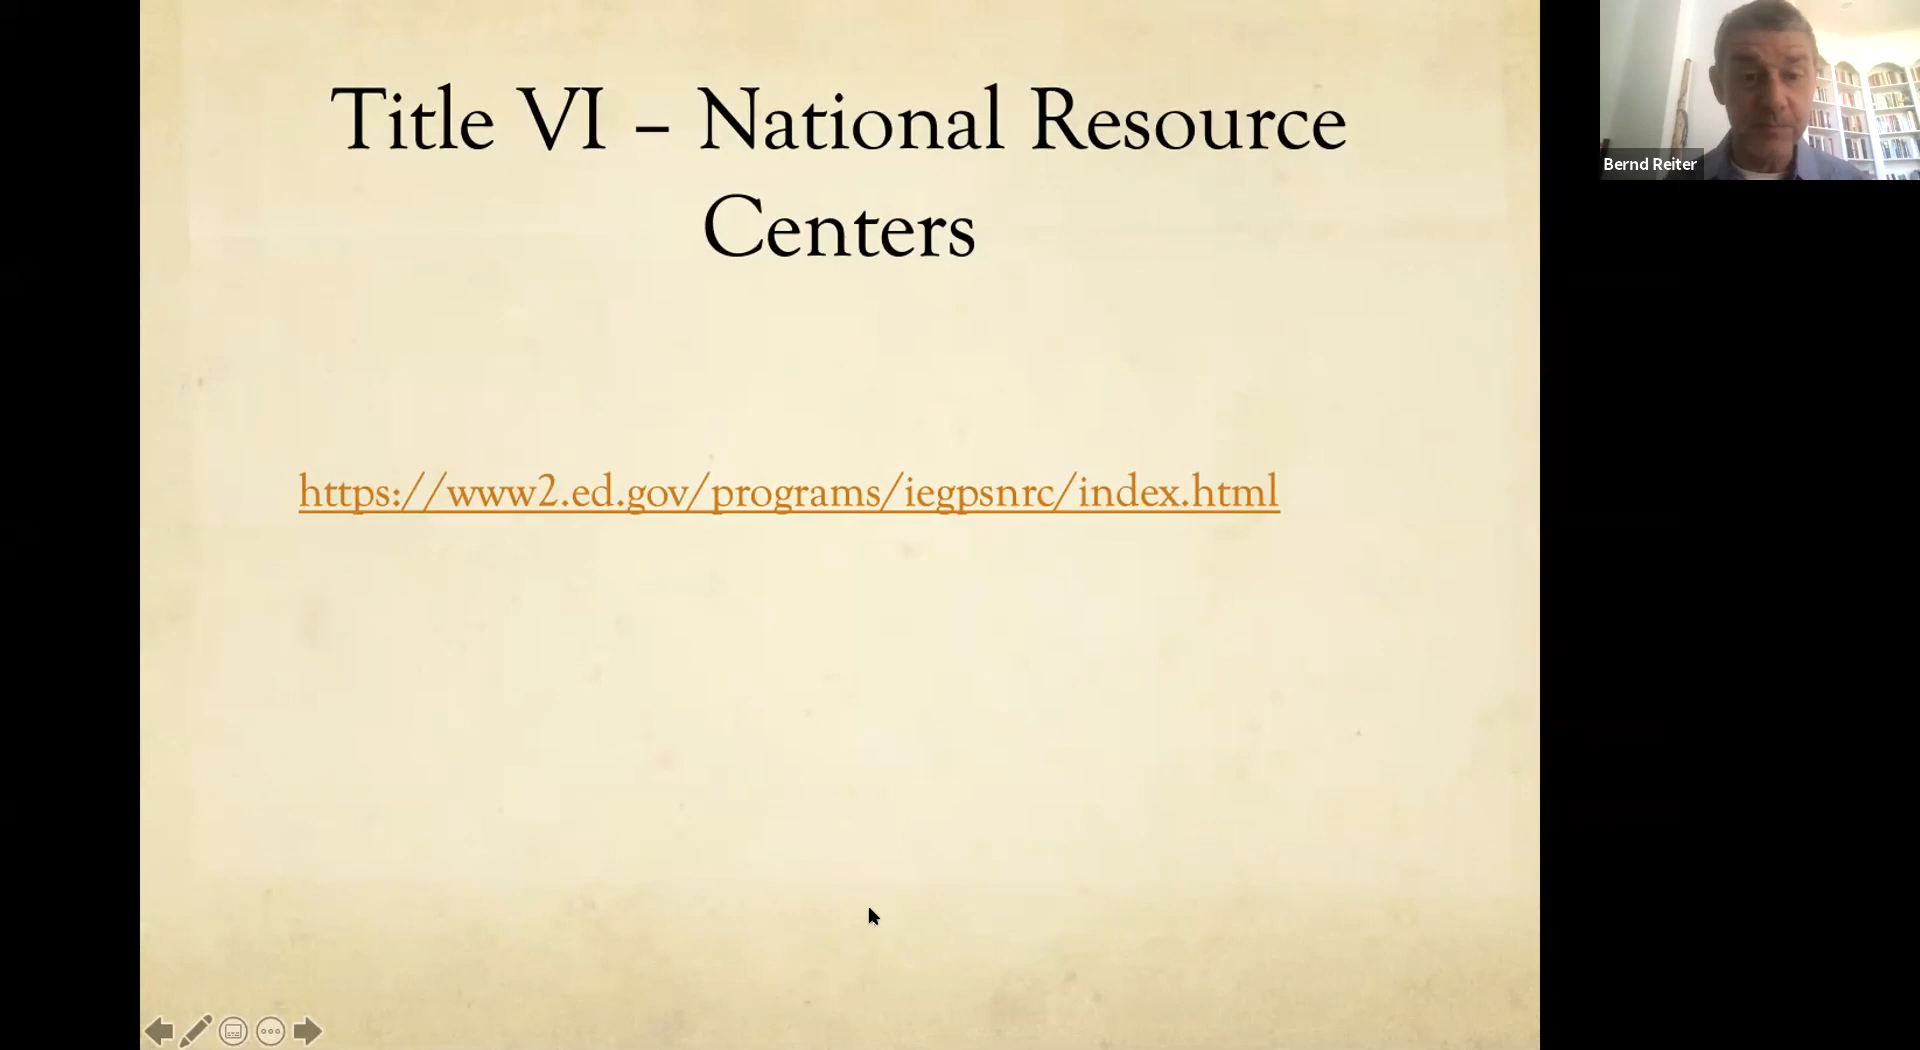 Title VI – National Resource
Centers
https://www2.ed.gov/programs/iegpsnrc/index.html
Bernd Reiter